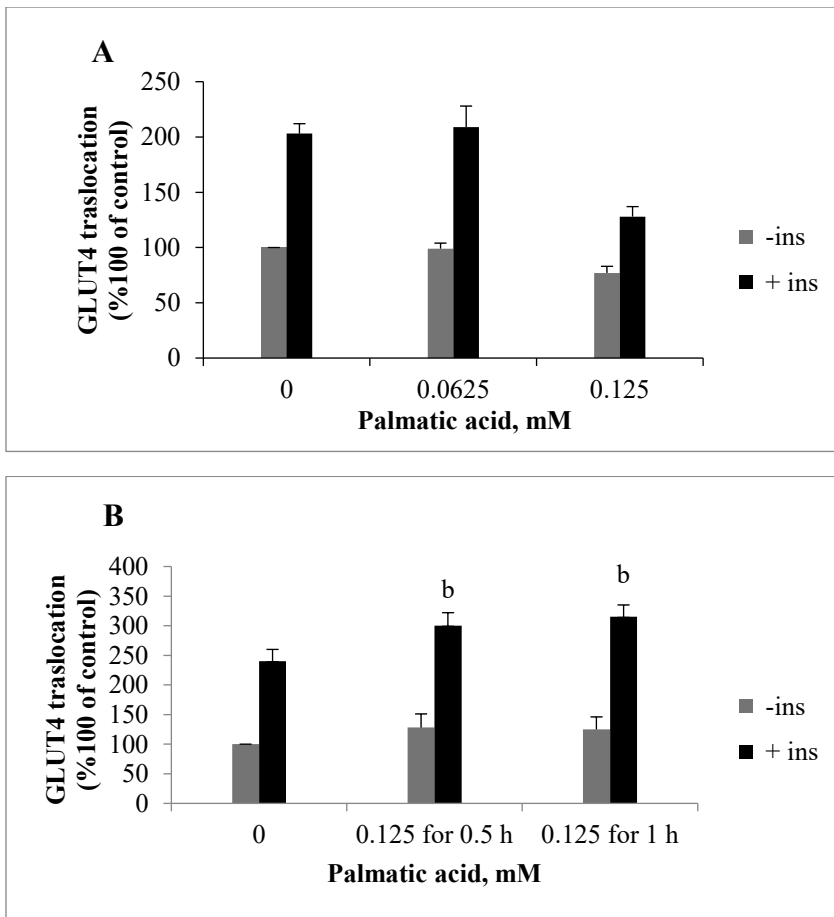 A
GLUT4 traslocation
(%100 of control)
250
200
150
100
50
0
0 0.0625 0.125
Palmatic acid, mM
-ins
+ ins
B
GLUT4 traslocation
(%100 of control)
400
350
300
250
200
150
100
50
0
b b
0 0.125 for 0.5 h 0.125 for 1 h
Palmatic acid, mM
-ins
+ ins